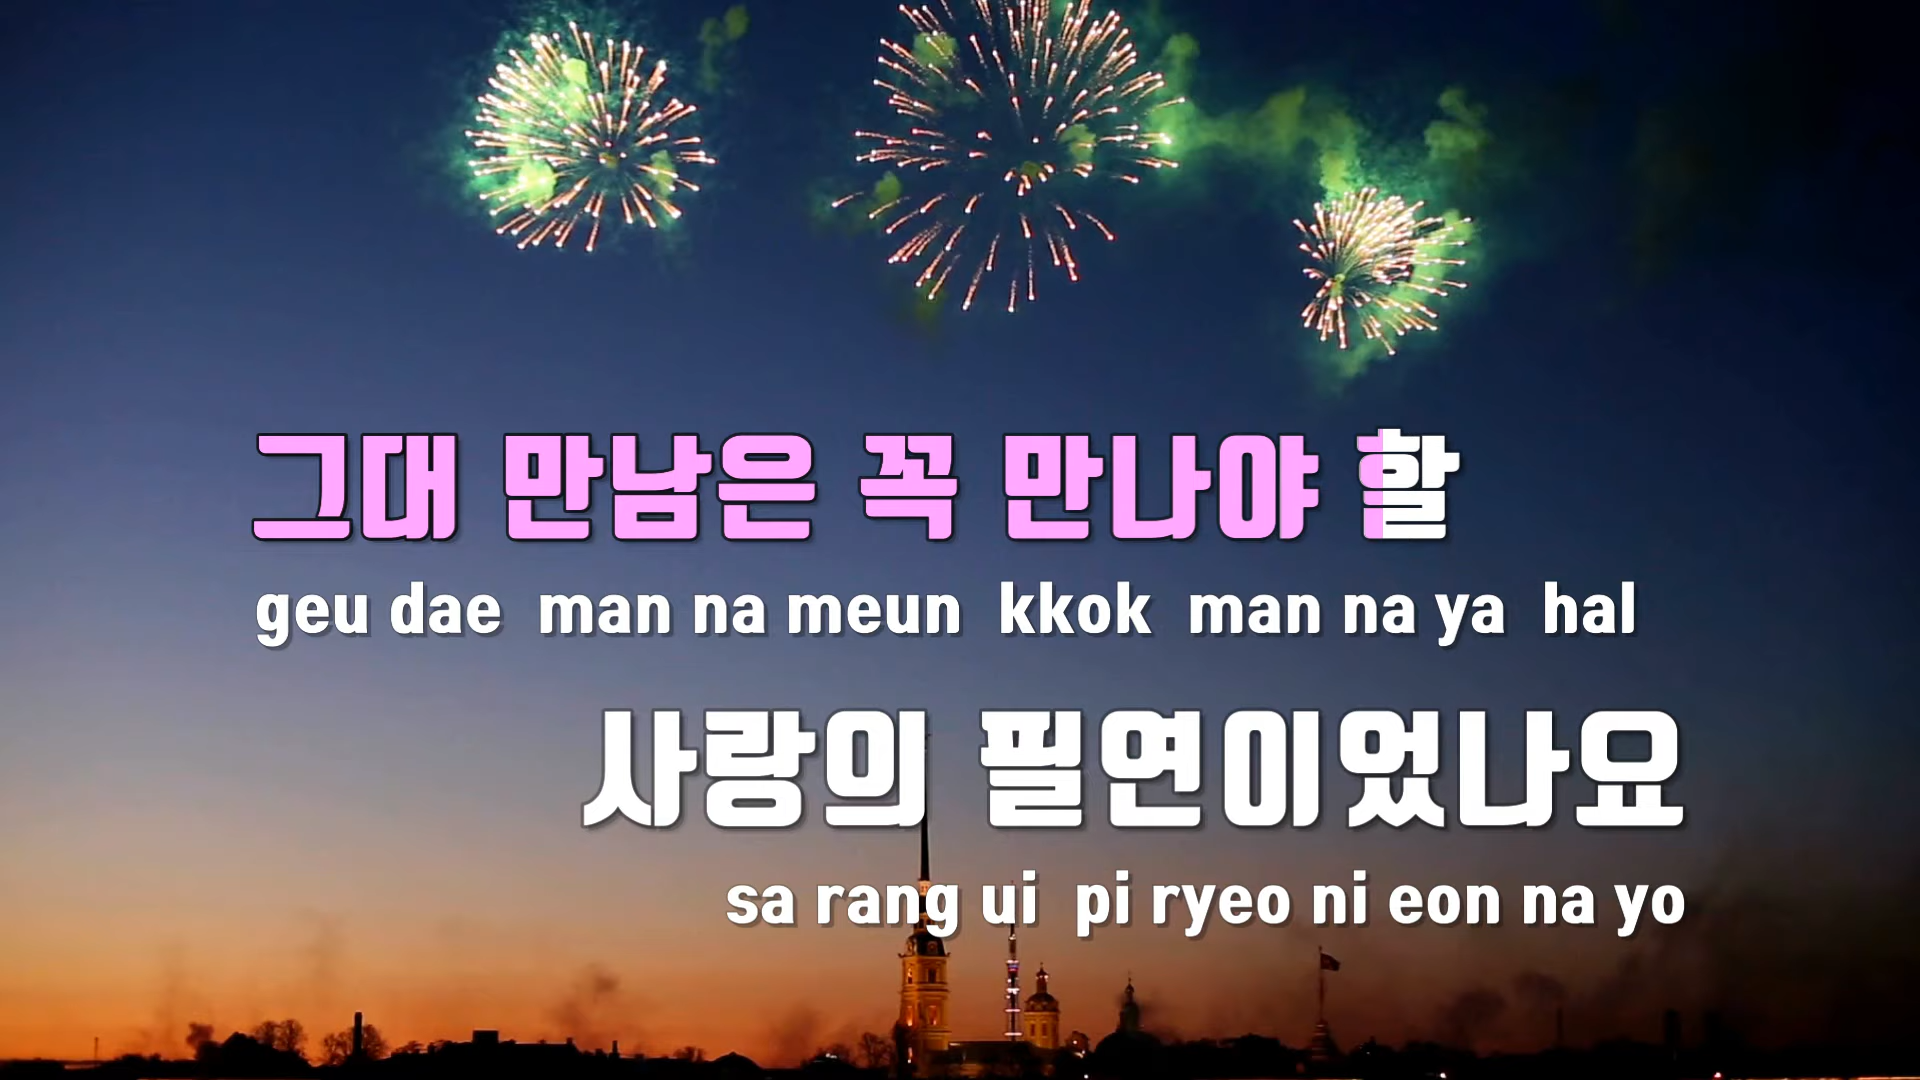 그대 만남은 꼭 만나야 할
geu dae man na meun kkok man na ya hal
사랑의 필연이었나요
sa rang ui pi ryeo ni eon na yo